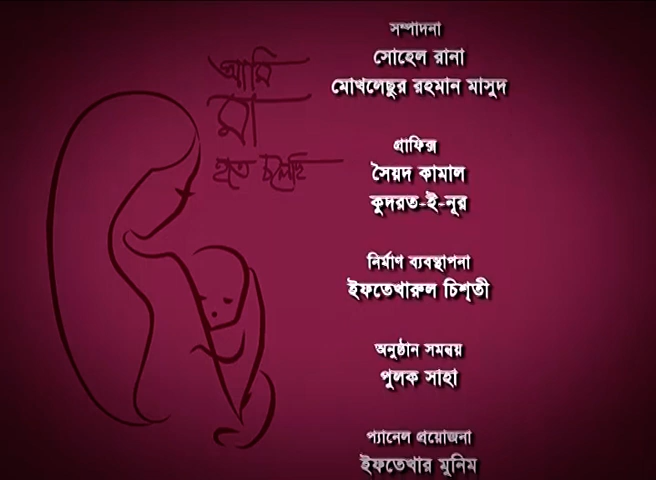 আমি
মা
হতে চলেছি
সম্পাদনা
সোহেল রানা
মোখলেছুর রহমান মাসুদ
গ্রাফিক্স
সৈয়দ কামাল
কুদরত-ই-নূর
নির্মাণ ব্যবস্থাপনা
ইফতেখারুল চিশ্‌তী
অনুষ্ঠান সমন্বয়
পুলক সাহা
প্যানেল প্রয়োজনা
ইফতেখার মুনিম